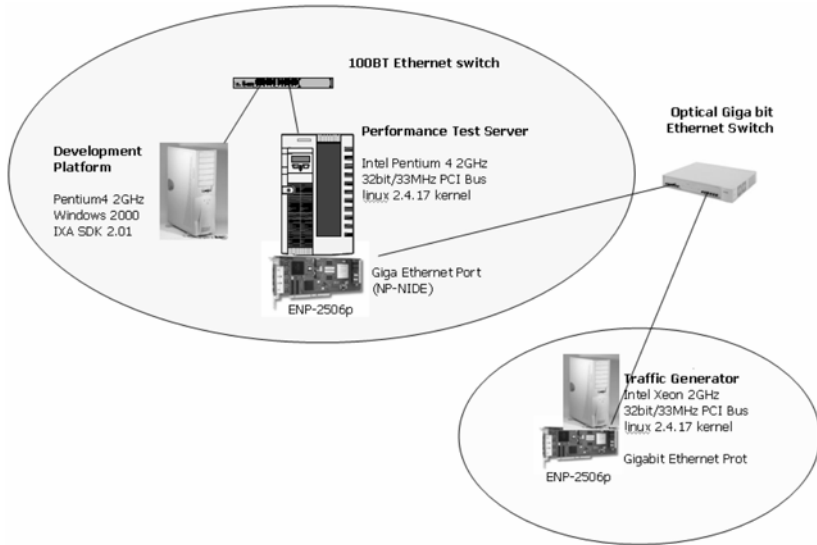 100BT Ethernet switch
Optical Giga bit
Ethernet Switch
Performance Test Server
Intel Pentium 4 2GHz
32bit/33MHz PCI Bus
linux 2.4.17 kernel
Development
Platform
Pentium4 2GHz
Windows 2000
IXA SDK 2.01
Giga Ethernet Port
(NP-NIDE)
ENP-2506p
Traffic Generator
Intel Xeon 2GHz
32bit/33MHz PCI Bus
linux 2.4.17 kernel
Gigabit Ethernet Prot
ENP-2506p